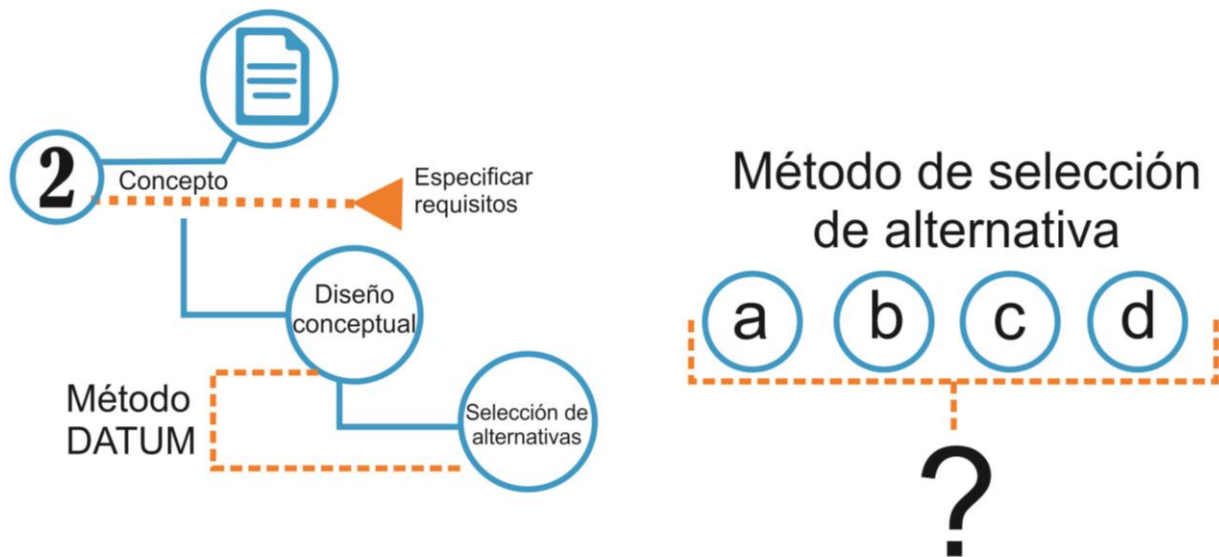 2
Concepto
Especificar
requisitos
Diseño
conceptual
Método
DATUM
Selección de
alternativas
Método de selección
de alternativa
a b c d
?